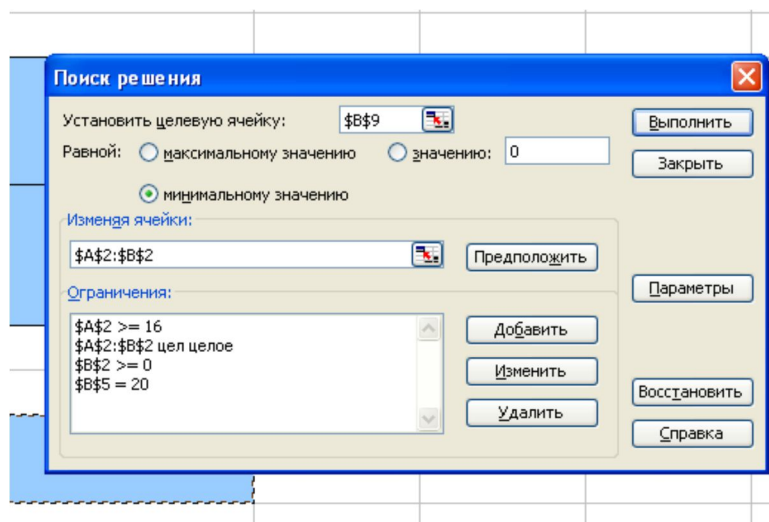 Поиск решения
Установить целевую ячейку: $B$9
Выполнить
Равной: максимальному значению значению: 0
Закрыть
минимальному значению
Изменяя ячейки:
$A$2:$B$2
Предположить
Ограничения:
Параметры
$A$2 >= 16
$A$2:$B$2 цел целое
$B$2 >= 0
$B$5 = 20
Добавить
Изменить
Удалить
Восстановить
Справка